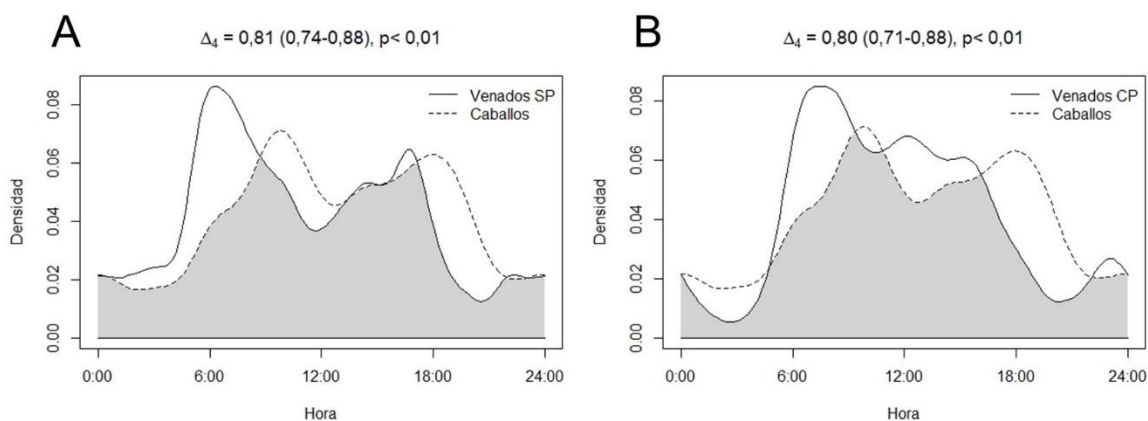 A
Δ4 = 0,81 (0,74-0,88), p< 0,01
Venados SP
Caballos
Densidad
0.08
0.06
0.04
0.02
0.00
0:00 6:00 12:00 18:00 24:00
Hora
B
Δ4 = 0,80 (0,71-0,88), p< 0,01
Venados CP
Caballos
Densidad
0.08
0.06
0.04
0.02
0.00
0:00 6:00 12:00 18:00 24:00
Hora